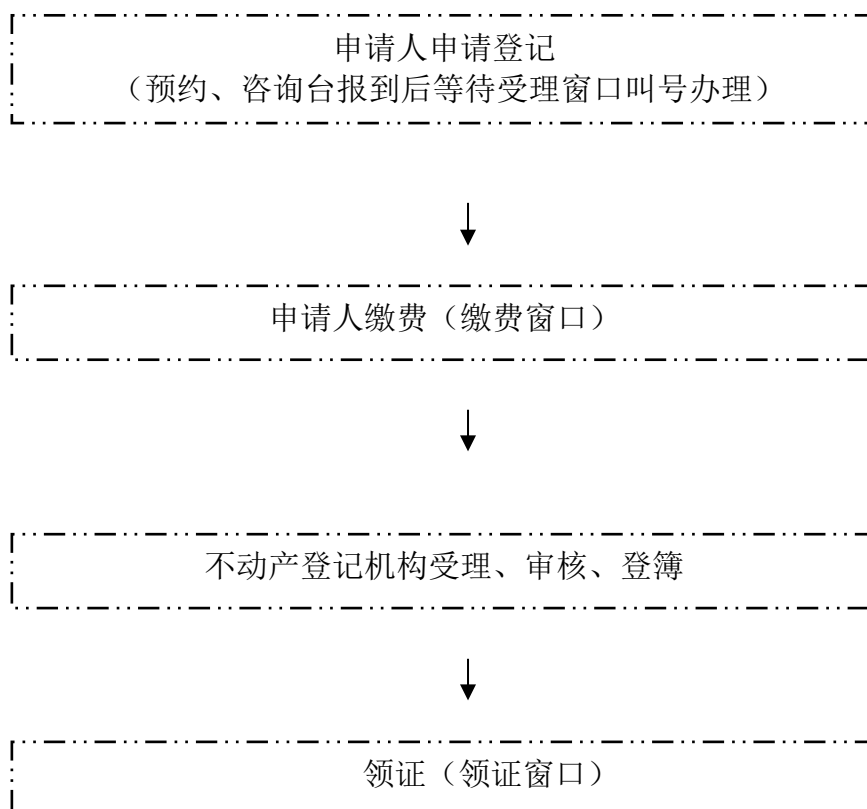 申请人申请登记
（预约、咨询台报到后等待受理窗口叫号办理）
申请人缴费（缴费窗口）
不动产登记机构受理、审核、登簿
领证（领证窗口）